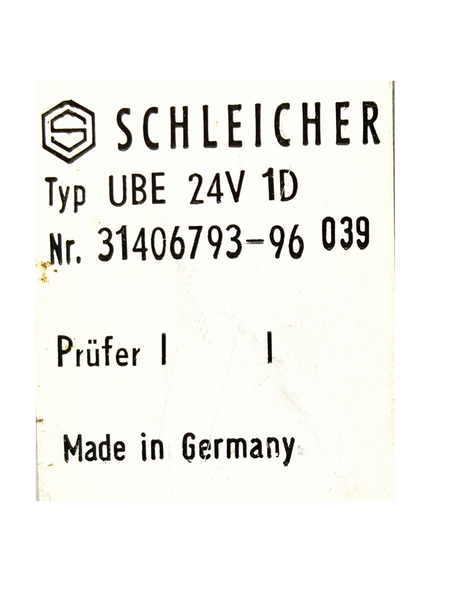 SCHLEICHER
Typ UBE 24V 1D
Nr. 31406793-96 039
Prüfer I I
Made in Germany